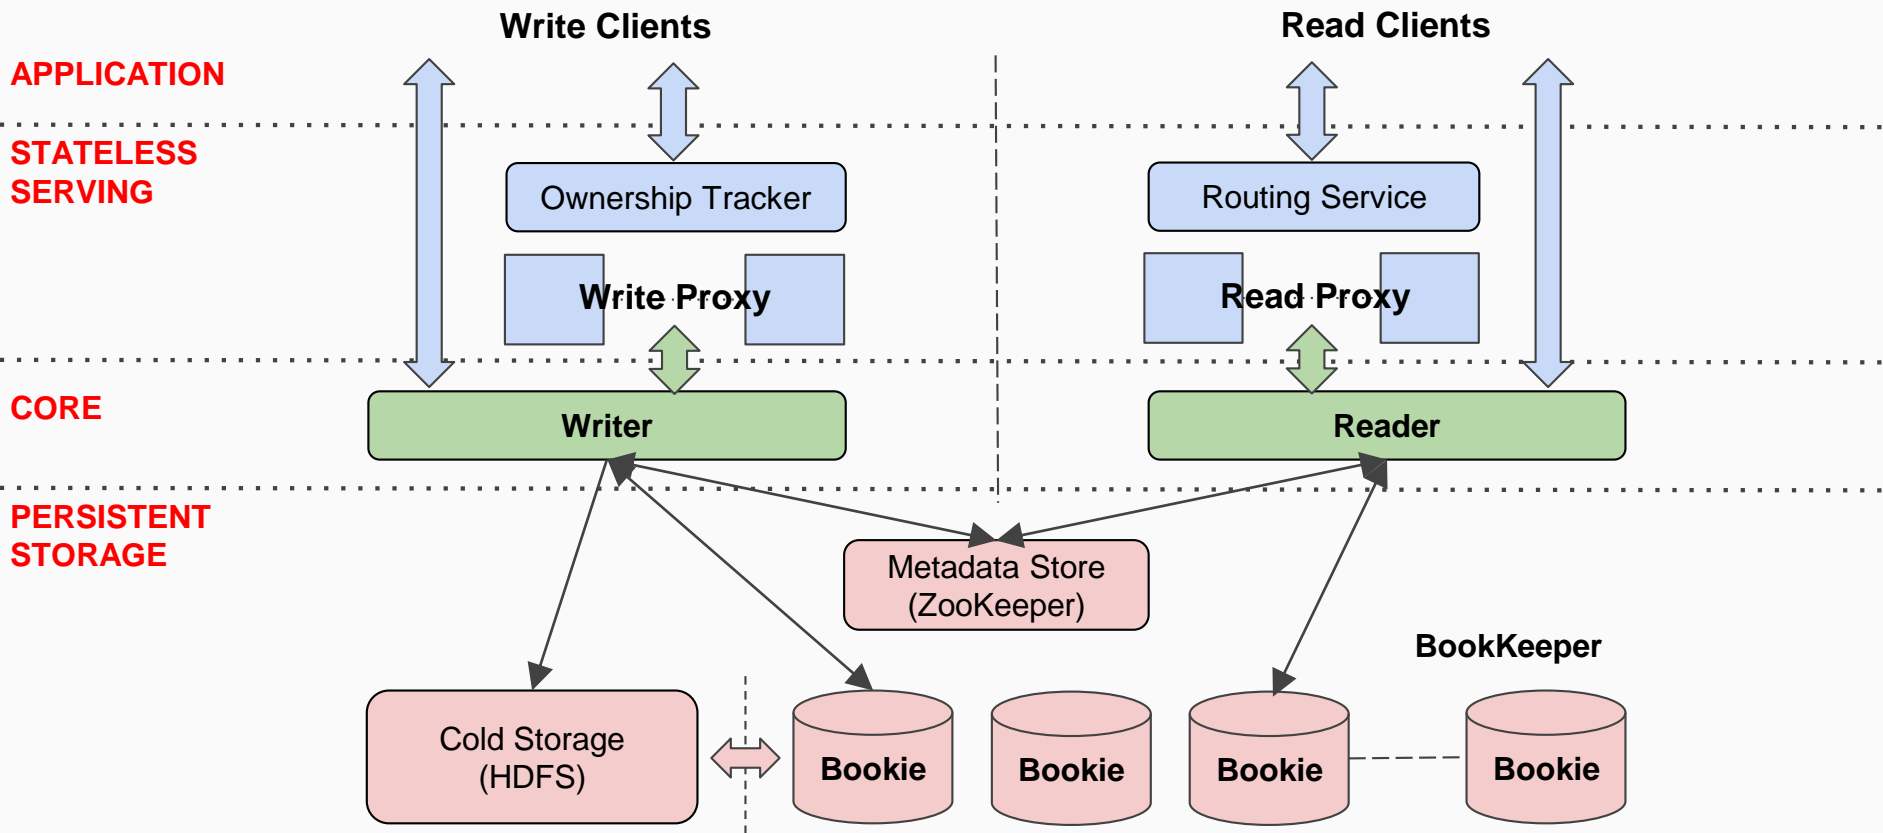 Write Clients
Read Clients
APPLICATION
STATELESS
SERVING
Ownership Tracker
Routing Service
Write Proxy
Read Proxy
CORE
Writer
Reader
PERSISTENT
STORAGE
Metadata Store
(ZooKeeper)
BookKeeper
Cold Storage
(HDFS)
Bookie
Bookie
Bookie
Bookie